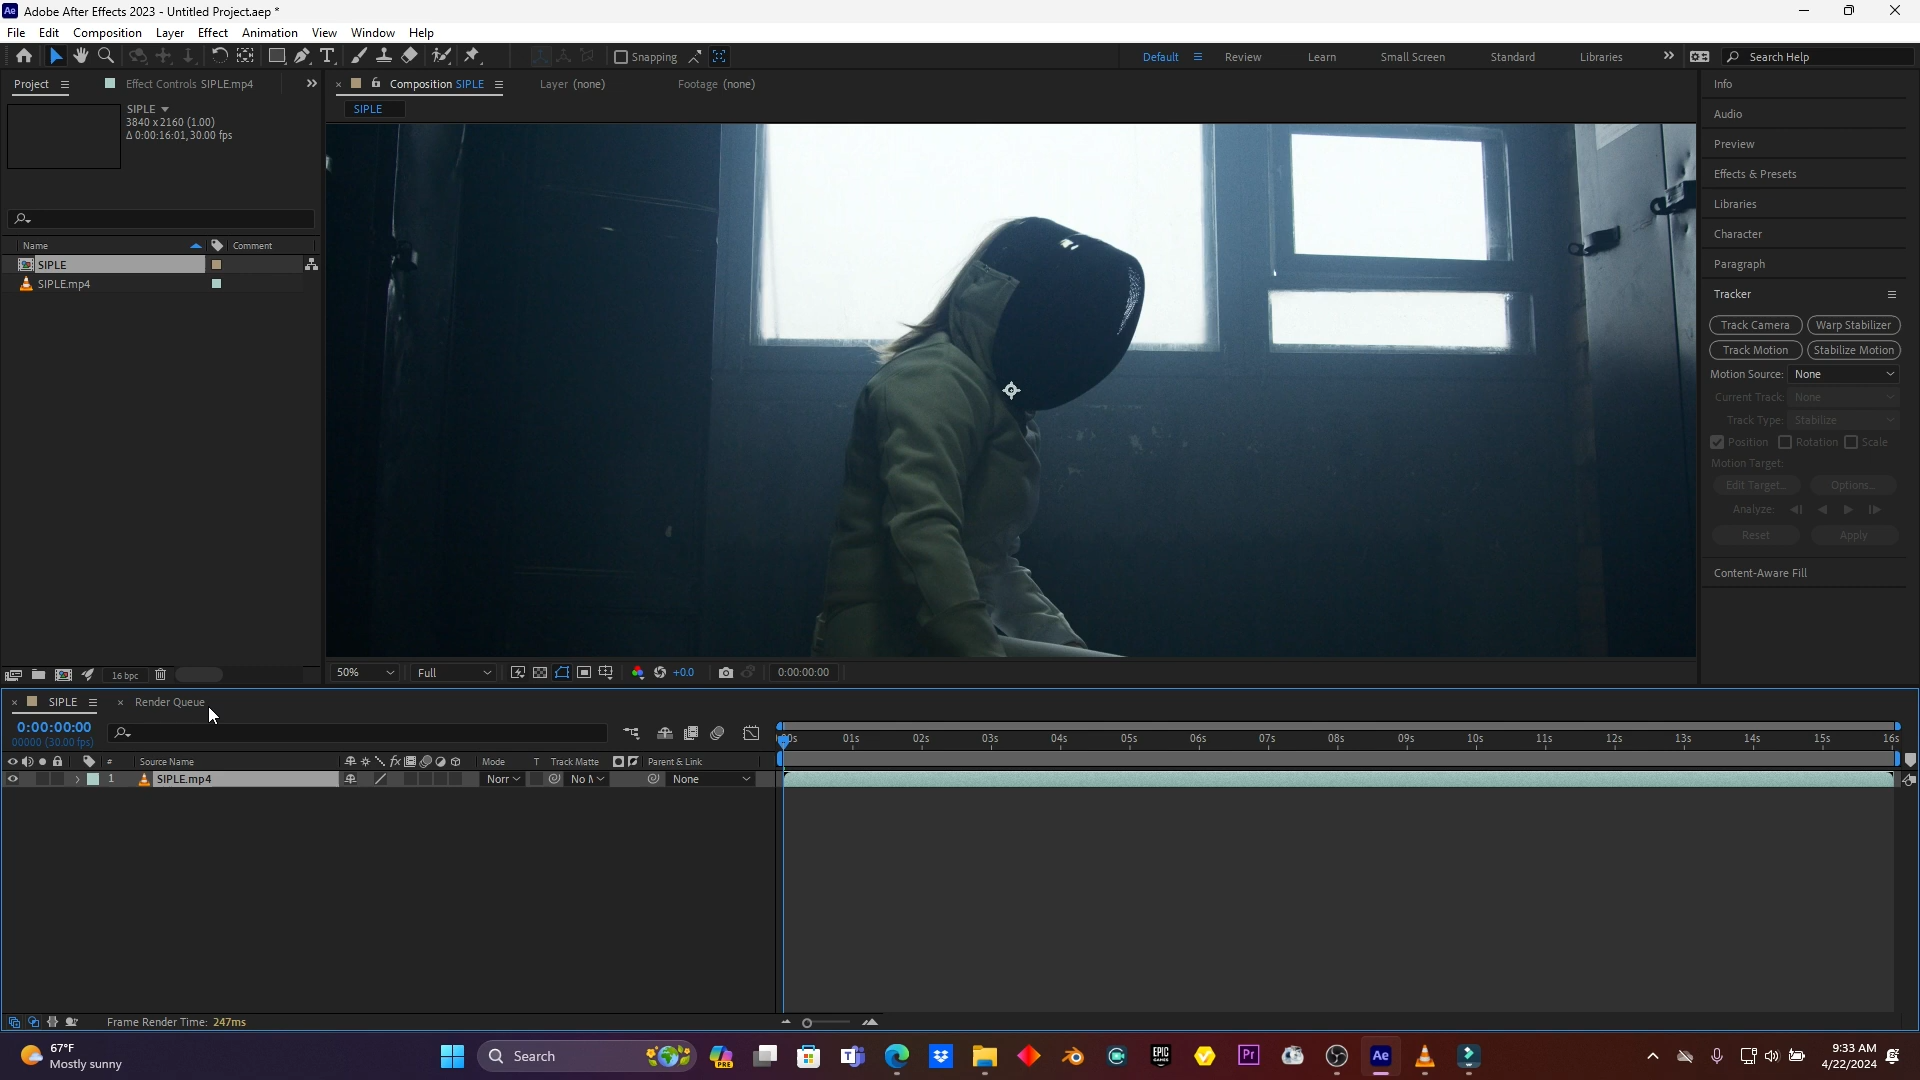 Adobe After Effects 2023 - Untitled Project.aep *
File Edit Composition Layer Effect Animation View Window Help
Snapping
Default Review Learn Small Screen Standard Libraries Search Help
Project Effect Controls SIPLE.mp4
Composition SIPLE Layer (none) Footage (none)
SIPLE
SIPLE
3840 x 2160 (1.00)
Δ 0:00:16:01, 30.00 fps
Name Comment
SIPLE
SIPLE.mp4
Info
Audio
Preview
Effects & Presets
Libraries
Character
Paragraph
Tracker
Track Camera Warp Stabilizer
Track Motion Stabilize Motion
Motion Source: None
Current Track: None
Track Type: Stabilize
Position Rotation Scale
Motion Target:
Edit Target... Options...
Analyze:
Reset Apply
Content-Aware Fill
16 bpc
50% Full +0.0 0:00:00:00
SIPLE Render Queue
0:00:00:00
00000 (30.00 fps)
01s 02s 03s 04s 05s 06s 07s 08s 09s 10s 11s 12s 13s 14s 15s 16s
# Source Name fx Mode T Track Matte Parent & Link
1 SIPLE.mp4 Norr No M None
Frame Render Time: 247ms
67°F
Mostly sunny
Search
PRE
EPIC GAMES
Pr
Ae
9:33 AM
4/22/2024